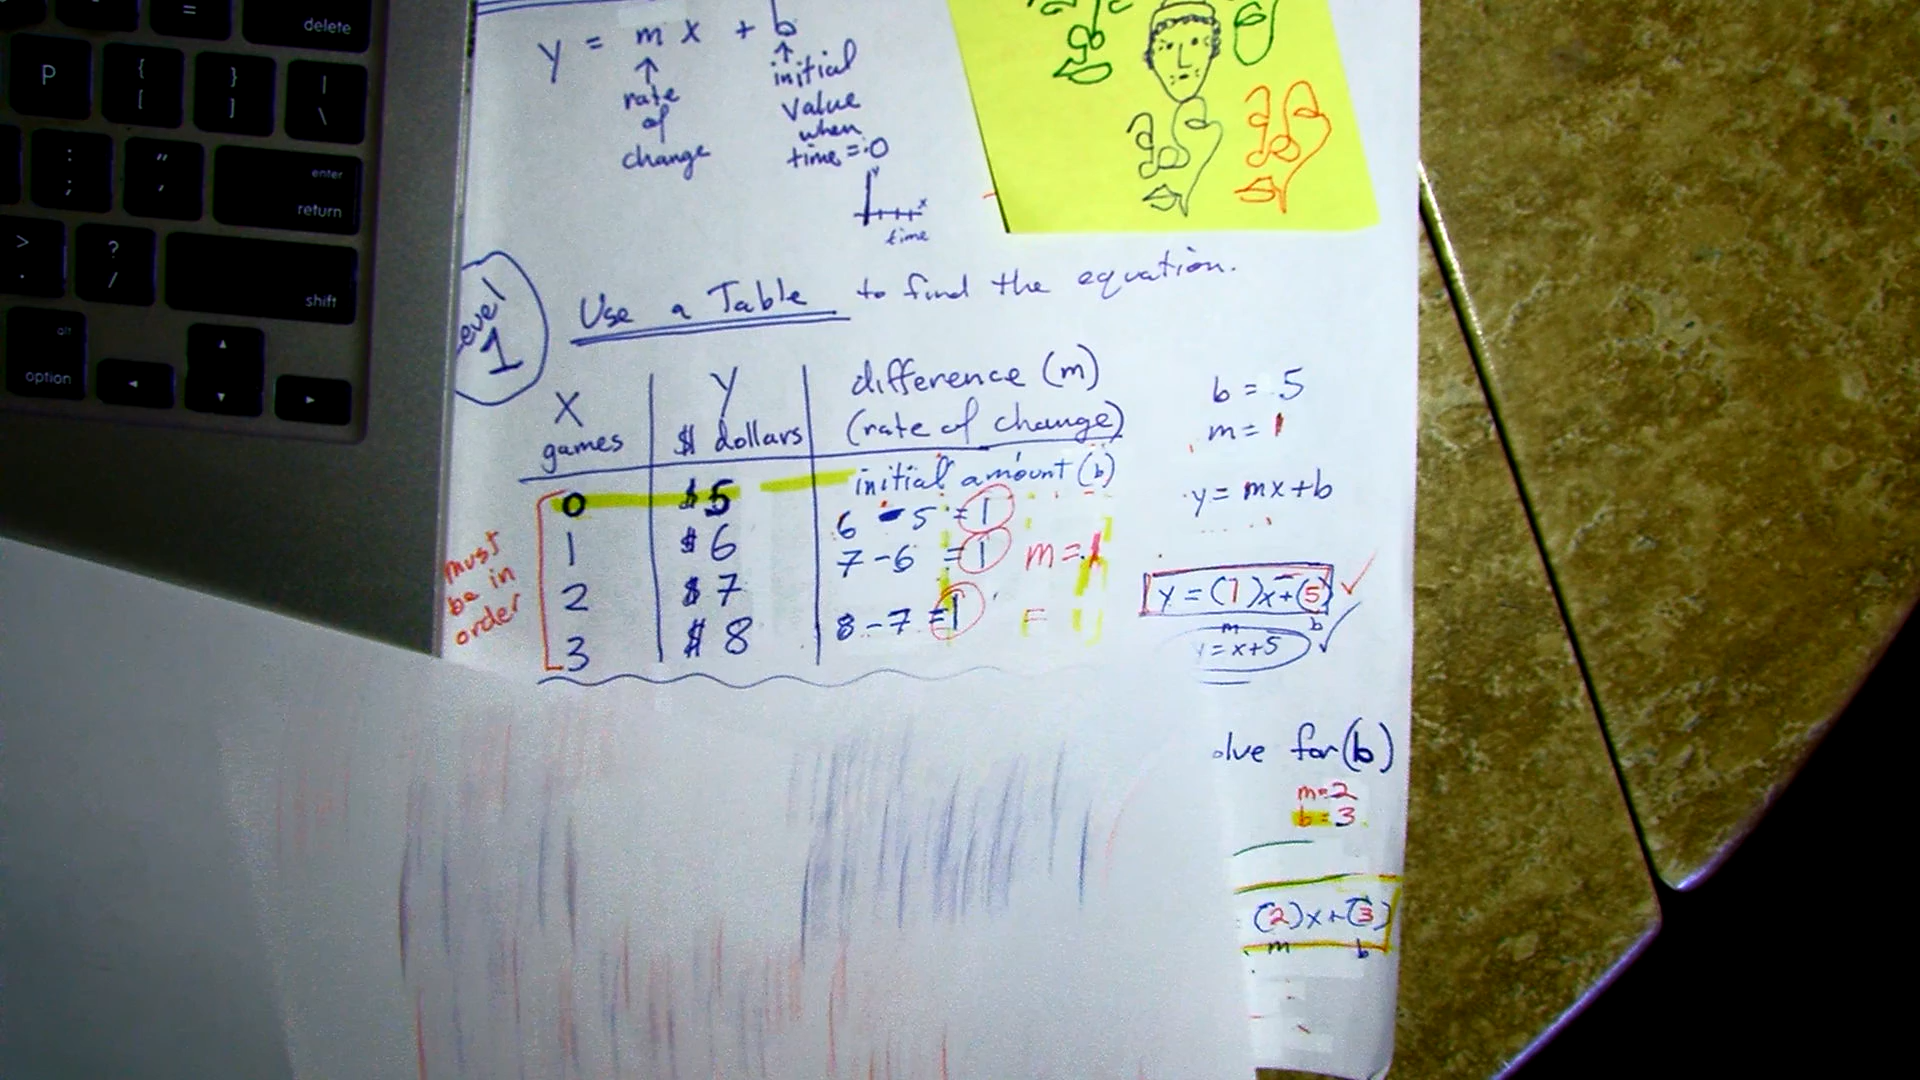 =
delete
P
{
[
}
]
|
\
:
;
"
,
enter
return
>
.
?
/
shift
alt
option
y = mx + b
↑
rate
of
change
↑
initial
value
when
time = 0
y
x
time
Level
1
Use a Table to find the equation.
x
games
y
$ dollars
difference (m)
(rate of change)
initial amount (b)
0 $5
6 - 5 = 1
1 $6
7 - 6 = 1 m = 1
2 $7
8 - 7 = 1 =
3 $8
must
be in
order
b = 5
m = 1
y = mx + b
y = (1)x + (5)
m b
y = x + 5
olve for (b)
m = 2
b = 3
(2)x + (3)
m b